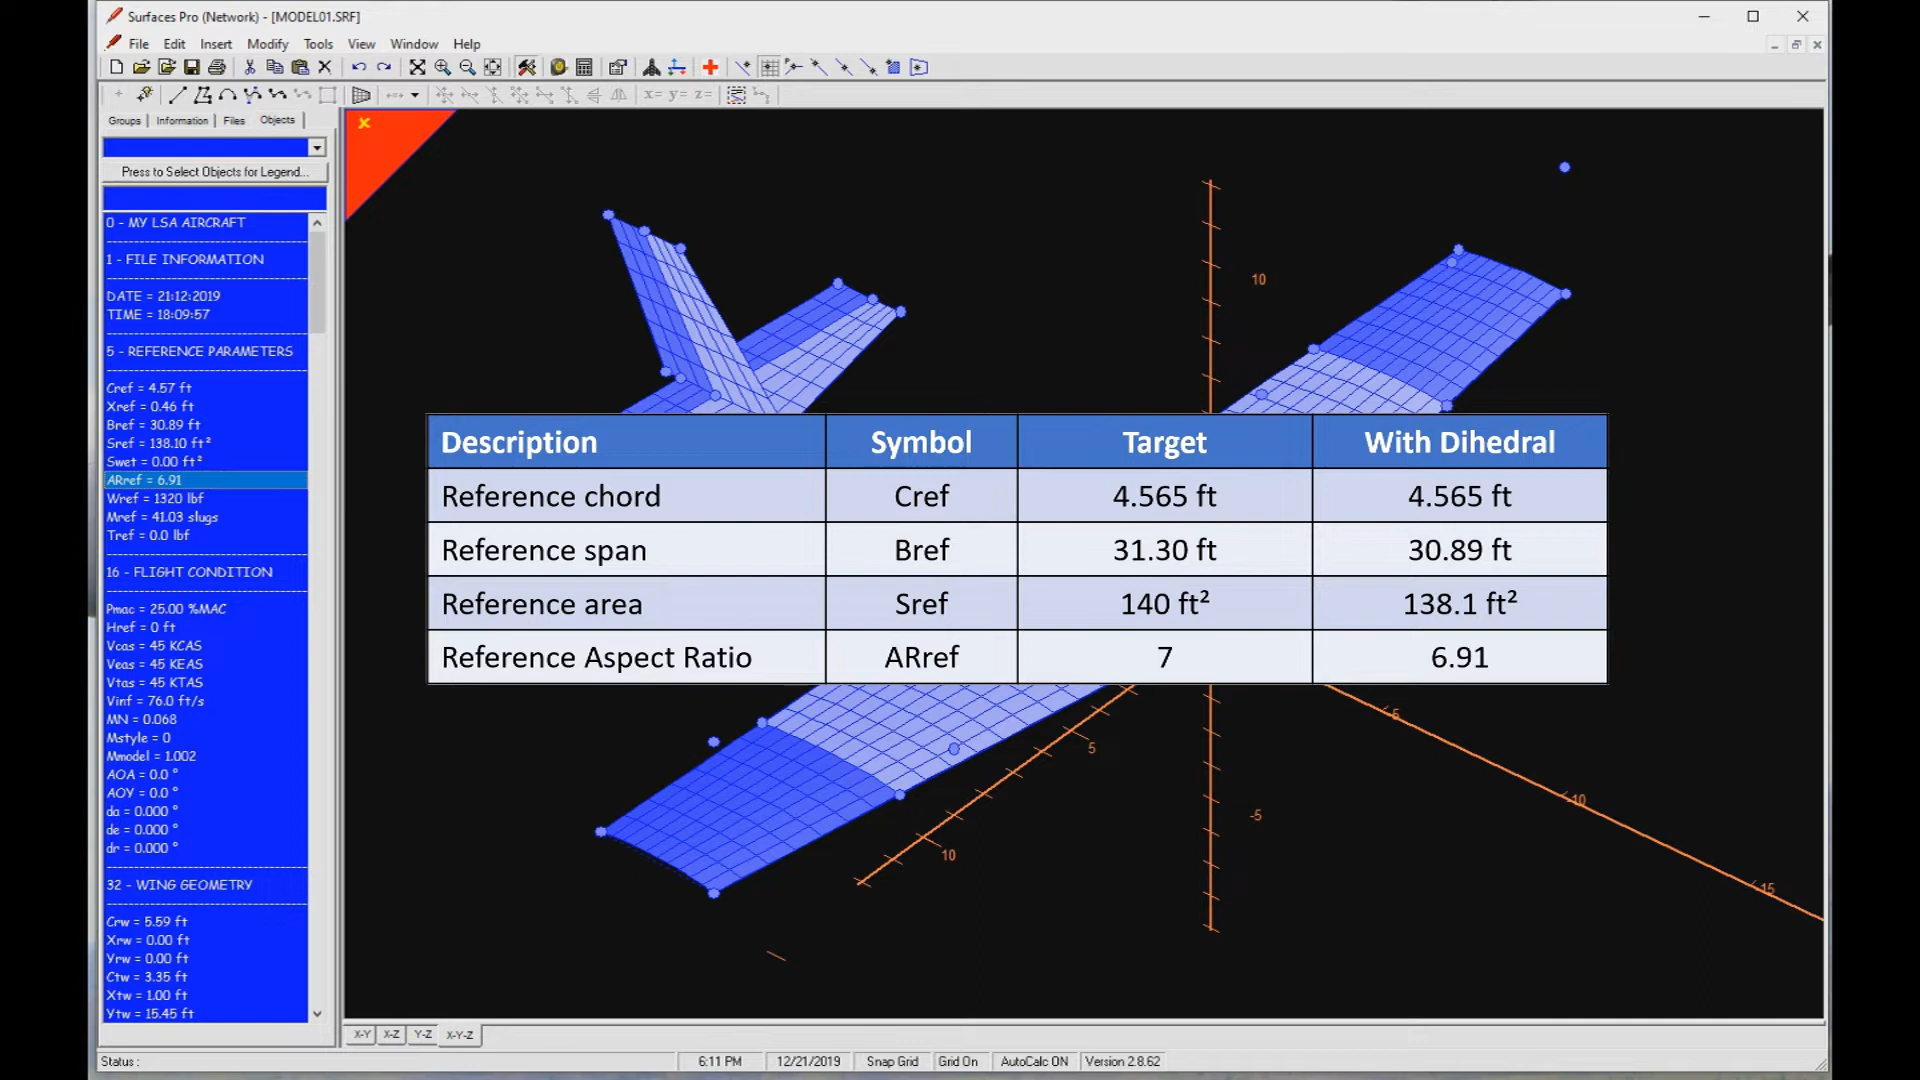 Surfaces Pro (Network) - [MODEL01.SRF]
File Edit Insert Modify Tools View Window Help
x= y= z=
Groups Information Files Objects
Press to Select Objects for Legend...
0 - MY LSA AIRCRAFT
1 - FILE INFORMATION
DATE = 21:12:2019
TIME = 18:09:57
5 - REFERENCE PARAMETERS
Cref = 4.57 ft
Xref = 0.46 ft
Bref = 30.89 ft
Sref = 138.10 ft²
Swet = 0.00 ft²
ARref = 6.91
Wref = 1320 lbf
Mref = 41.03 slugs
Tref = 0.0 lbf
16 - FLIGHT CONDITION
Pmac = 25.00 %MAC
Href = 0 ft
Vcas = 45 KCAS
Veas = 45 KEAS
Vtas = 45 KTAS
Vinf = 76.0 ft/s
MN = 0.068
Mstyle = 0
Mmodel = 1.002
AOA = 0.0 °
AOY = 0.0 °
da = 0.000 °
de = 0.000 °
dr = 0.000 °
32 - WING GEOMETRY
Crw = 5.59 ft
Xrw = 0.00 ft
Yrw = 0.00 ft
Ctw = 3.35 ft
Xtw = 1.00 ft
Ytw = 15.45 ft
10
Description Symbol Target With Dihedral
Reference chord Cref 4.565 ft 4.565 ft
Reference span Bref 31.30 ft 30.89 ft
Reference area Sref 140 ft² 138.1 ft²
Reference Aspect Ratio ARref 7 6.91
5
-5
10
-5
-10
-15
X-Y X-Z Y-Z X-Y-Z
Status : 6:11 PM 12/21/2019 Snap Grid Grid On AutoCalc ON Version 2.8.62